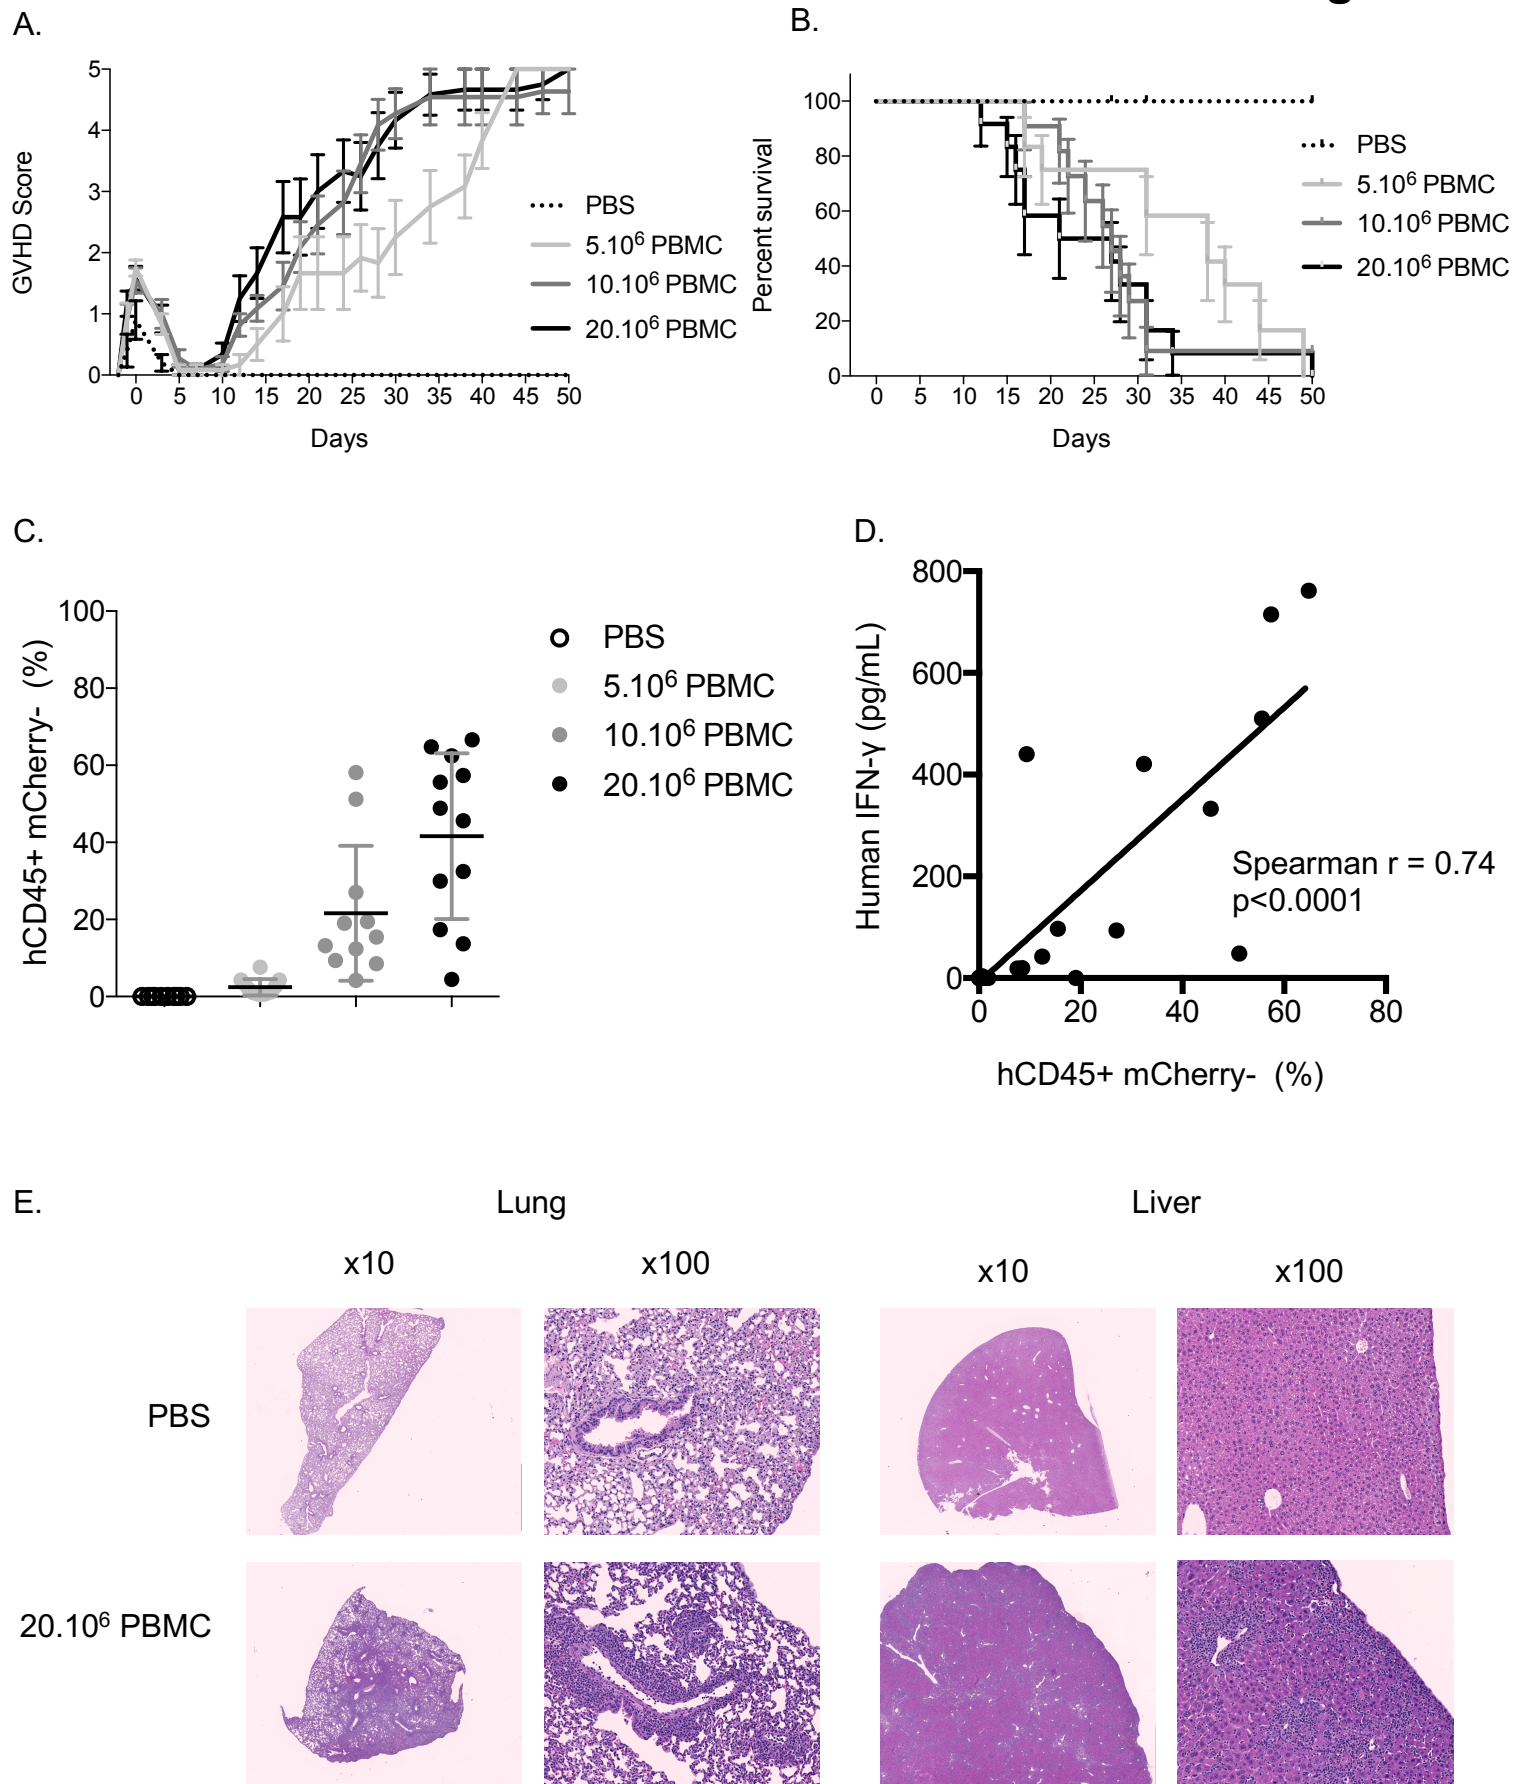 A.
GVHD Score
5
4
3
2
1
0
0 5 10 15 20 25 30 35 40 45 50
Days
PBS
5.10⁶ PBMC
10.10⁶ PBMC
20.10⁶ PBMC
B.
Percent survival
100
80
60
40
20
0
0 5 10 15 20 25 30 35 40 45 50
Days
PBS
5.10⁶ PBMC
10.10⁶ PBMC
20.10⁶ PBMC
C.
hCD45+ mCherry- (%)
100
80
60
40
20
0
PBS
5.10⁶ PBMC
10.10⁶ PBMC
20.10⁶ PBMC
D.
Human IFN-γ (pg/mL)
800
600
400
200
0
0 20 40 60 80
hCD45+ mCherry- (%)
Spearman r = 0.74
p<0.0001
E.
Lung Liver
x10 x100 x10 x100
PBS
20.10⁶ PBMC